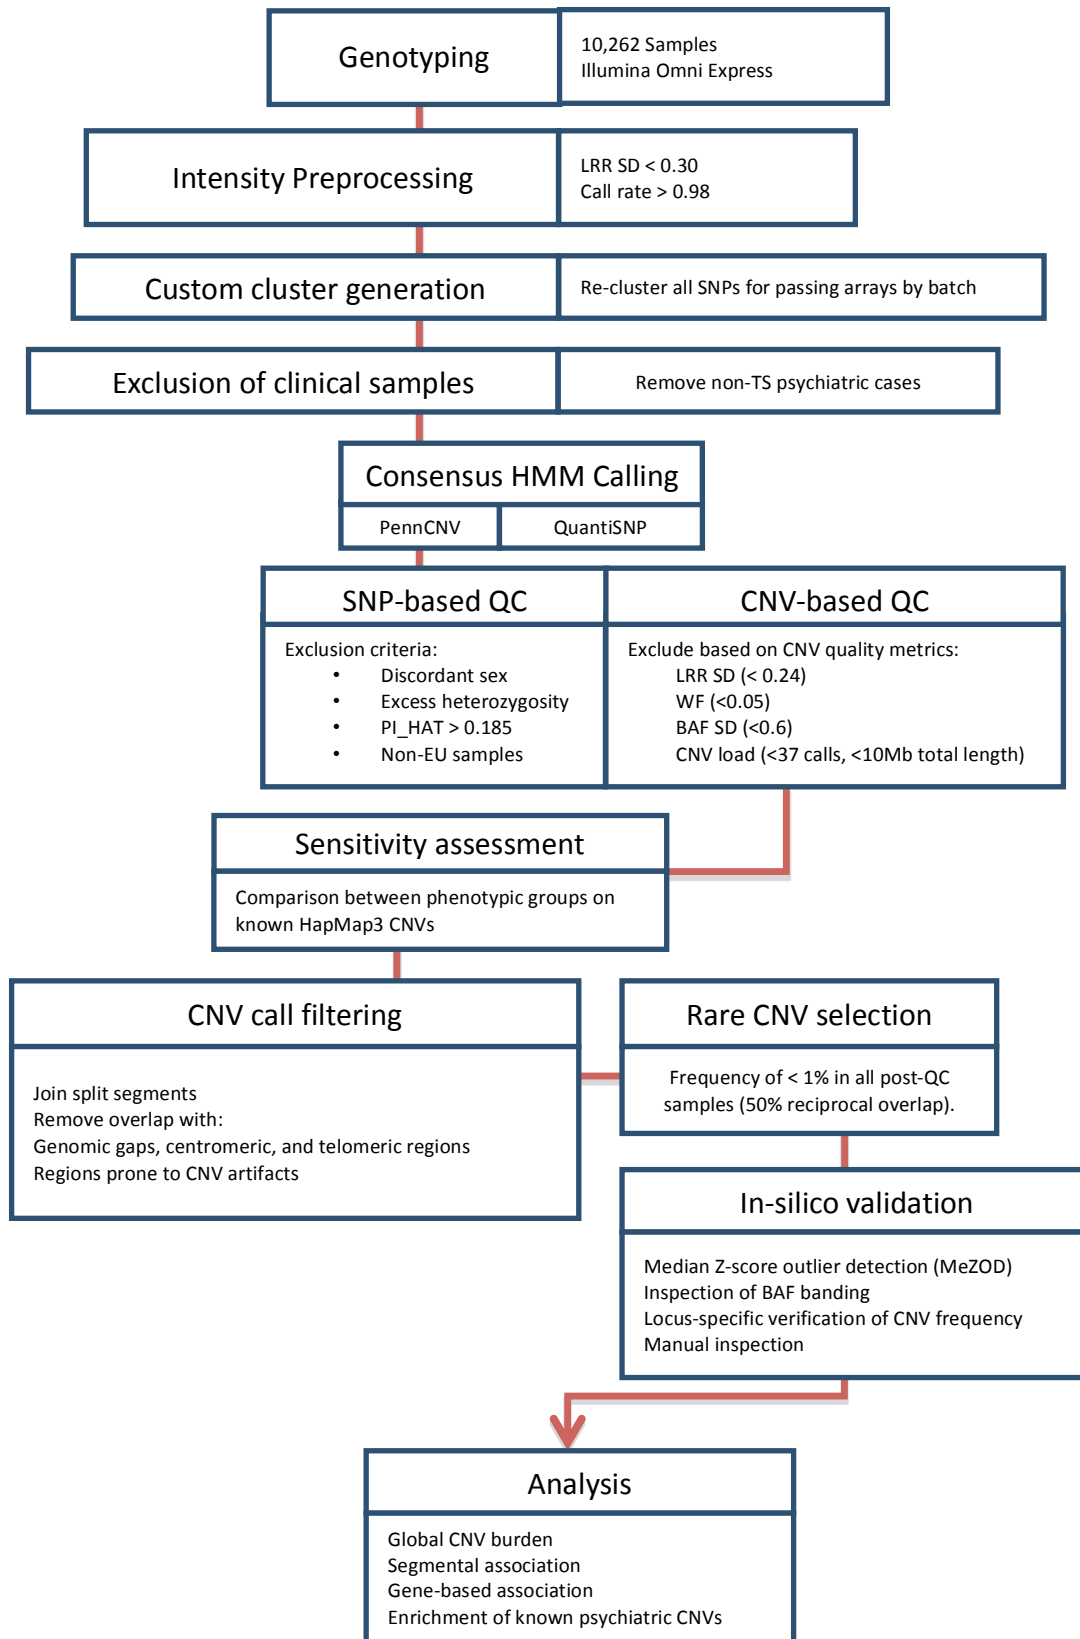 Genotyping
10,262 Samples
Illumina Omni Express
Intensity Preprocessing
LRR SD < 0.30
Call rate > 0.98
Custom cluster generation
Re-cluster all SNPs for passing arrays by batch
Exclusion of clinical samples
Remove non-TS psychiatric cases
Consensus HMM Calling
PennCNV
QuantiSNP
SNP-based QC
Exclusion criteria:
• Discordant sex
• Excess heterozygosity
• PI_HAT > 0.185
• Non-EU samples
CNV-based QC
Exclude based on CNV quality metrics:
LRR SD (< 0.24)
WF (<0.05)
BAF SD (<0.6)
CNV load (<37 calls, <10Mb total length)
Sensitivity assessment
Comparison between phenotypic groups on
known HapMap3 CNVs
CNV call filtering
Join split segments
Remove overlap with:
Genomic gaps, centromeric, and telomeric regions
Regions prone to CNV artifacts
Rare CNV selection
Frequency of < 1% in all post-QC
samples (50% reciprocal overlap).
In-silico validation
Median Z-score outlier detection (MeZOD)
Inspection of BAF banding
Locus-specific verification of CNV frequency
Manual inspection
Analysis
Global CNV burden
Segmental association
Gene-based association
Enrichment of known psychiatric CNVs